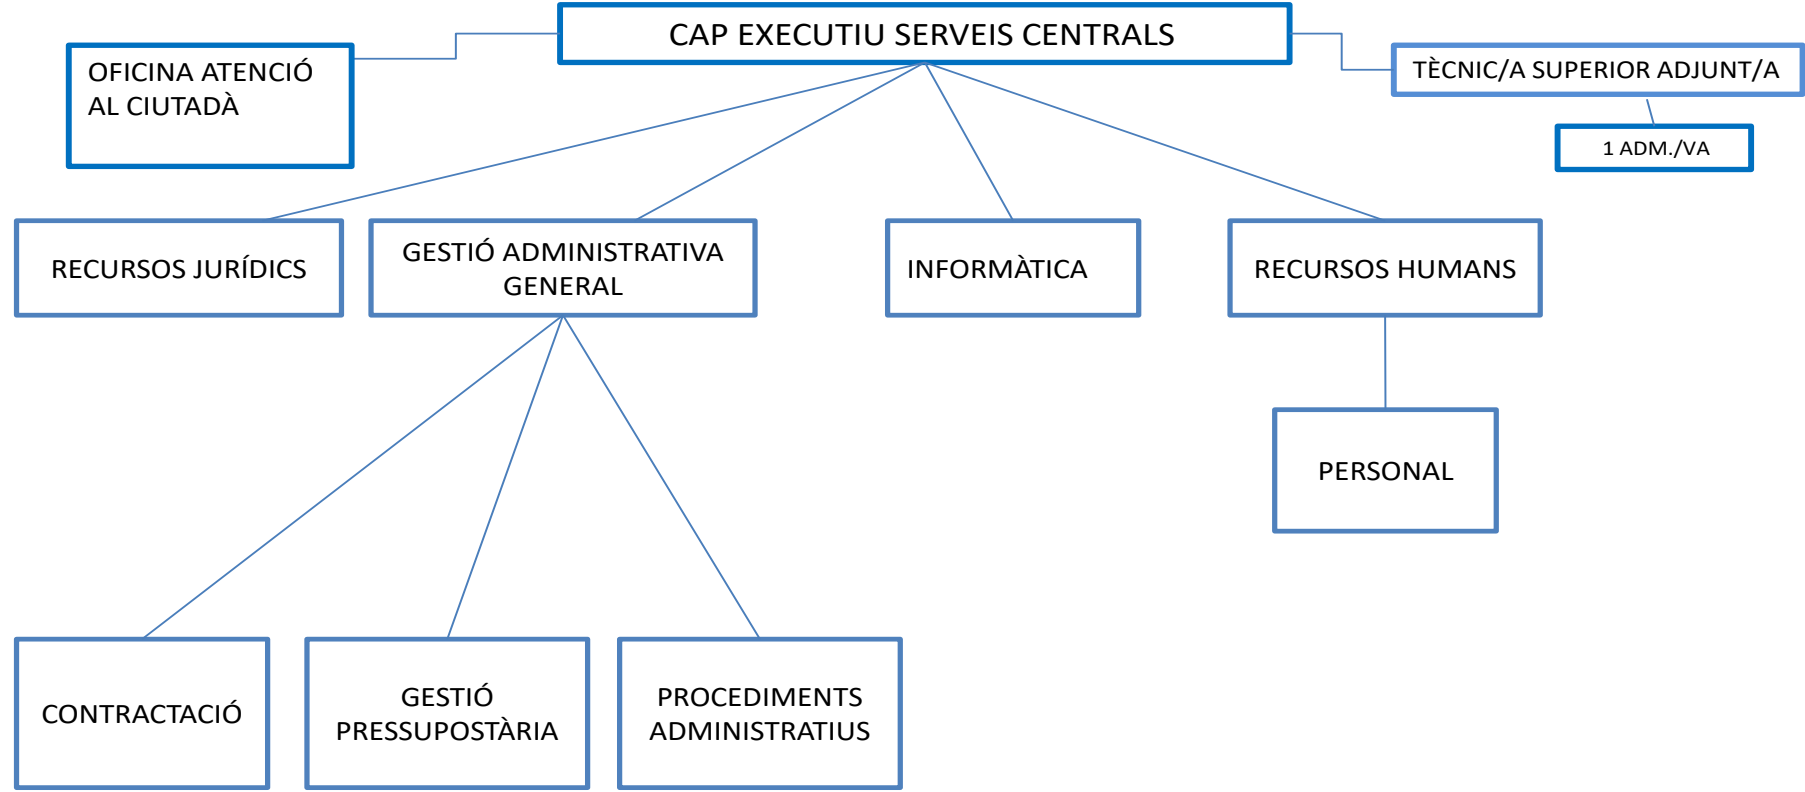 CAP EXECUTIU SERVEIS CENTRALS
OFICINA ATENCIÓ
AL CIUTADÀ
TÈCNIC/A SUPERIOR ADJUNT/A
1 ADM./VA
RECURSOS JURÍDICS
GESTIÓ ADMINISTRATIVA
GENERAL
INFORMÀTICA
RECURSOS HUMANS
PERSONAL
CONTRACTACIÓ
GESTIÓ
PRESSUPOSTÀRIA
PROCEDIMENTS
ADMINISTRATIUS